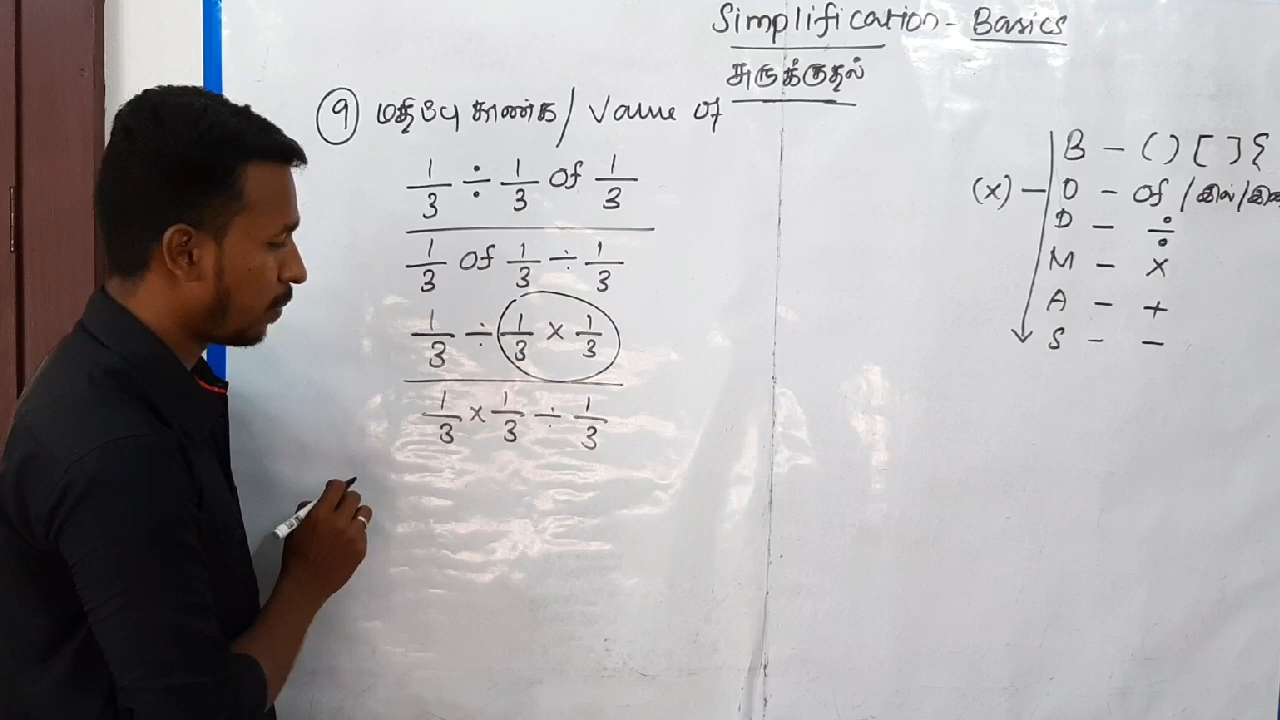 Simplification - Basics
சுருக்குதல்
9 மதிப்பு காண்க / Value of
1/3 ÷ 1/3 of 1/3
1/3 of 1/3 ÷ 1/3
1/3 ÷ 1/3 × 1/3
1/3 × 1/3 ÷ 1/3
B - ( ) [ ] {
(x) - O - of / இல் /
D - ÷
M - ×
A - +
S - -